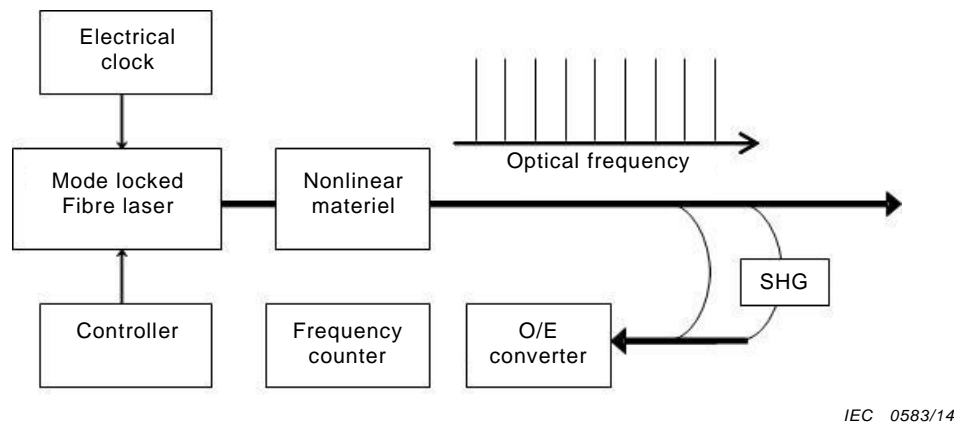 Electrical
clock
Optical frequency
Mode locked
Fibre laser
Nonlinear
materiel
SHG
Controller
Frequency
counter
O/E
converter
IEC 0583/14